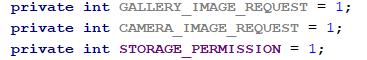 private int GALLERY_IMAGE_REQUEST = 1;
private int CAMERA_IMAGE_REQUEST = 1;
private int STORAGE_PERMISSION = 1;